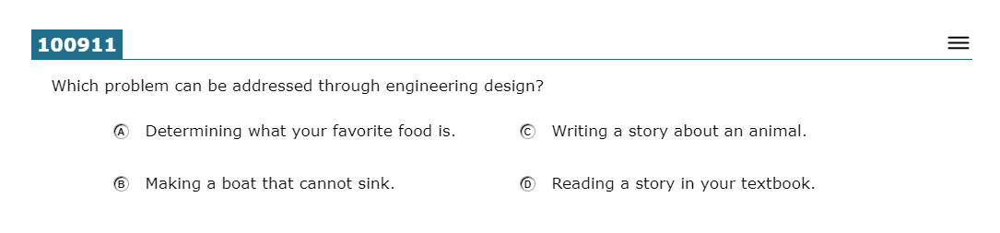 100911
Which problem can be addressed through engineering design?
A Determining what your favorite food is.
B Making a boat that cannot sink.
C Writing a story about an animal.
D Reading a story in your textbook.